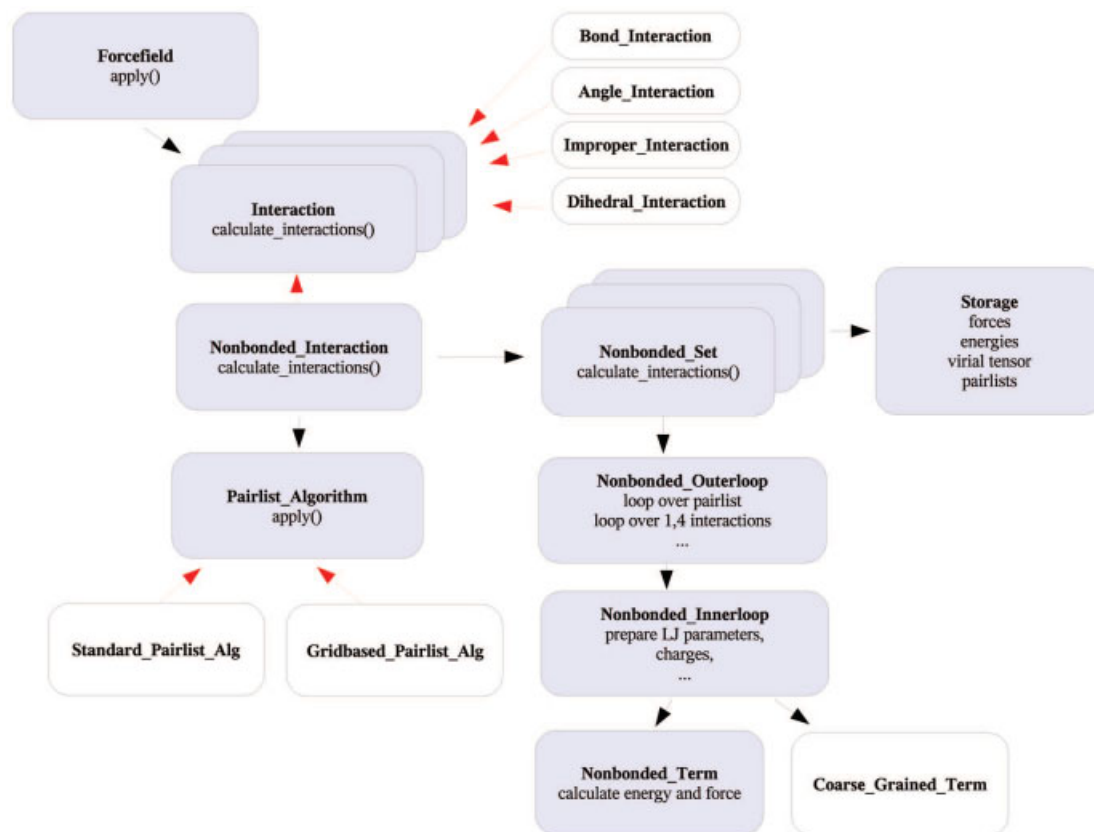 Forcefield
apply()
Bond_Interaction
Angle_Interaction
Improper_Interaction
Dihedral_Interaction
Interaction
calculate_interactions()
Nonbonded_Interaction
calculate_interactions()
Nonbonded_Set
calculate_interactions()
Storage
forces
energies
virial tensor
pairlists
Pairlist_Algorithm
apply()
Standard_Pairlist_Alg
Gridbased_Pairlist_Alg
Nonbonded_Outerloop
loop over pairlist
loop over 1,4 interactions
...
Nonbonded_Innerloop
prepare LJ parameters,
charges,
...
Nonbonded_Term
calculate energy and force
Coarse_Grained_Term